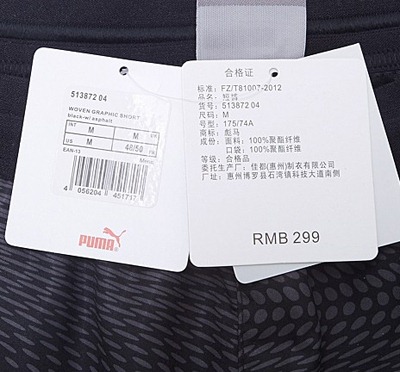 513872 04
WOVEN GRAPHIC SHORT
black-w/asphalt
INT M M
US M 48/50
EAN-13 Mens
4 056204 451717
PUMA
合格证
标准: FZ/T81007-2012
品名: 短裤
货号: 513872 04
尺码: M
号型: 175/74A
商标: 彪马
成份: 面料: 100%聚酯纤维
口袋: 100%聚酯纤维
等级: 合格品
委托生产厂: 佳都(惠州)制衣有限公司
厂址: 惠州博罗县石湾镇科技大道南侧
RMB 299